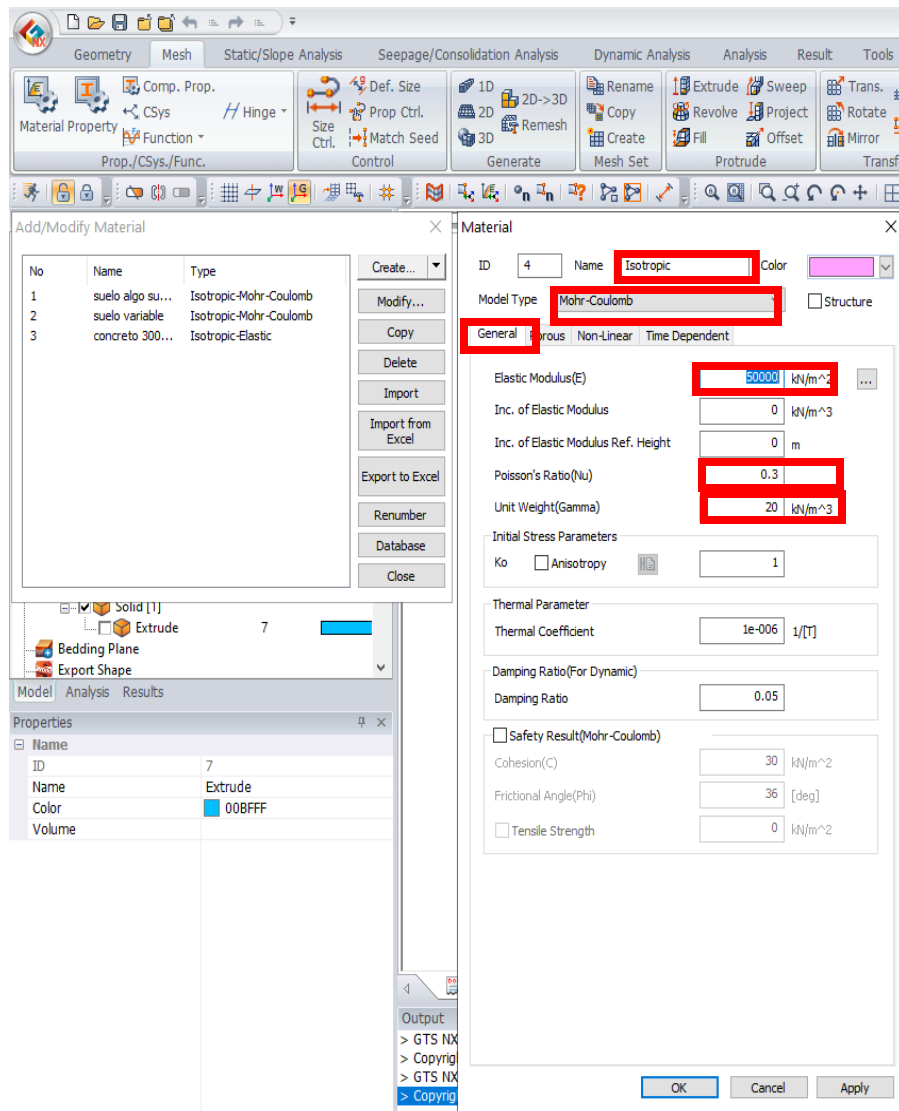 NX
Geometry Mesh Static/Slope Analysis Seepage/Consolidation Analysis Dynamic Analysis Analysis Result Tools
Material Property Comp. Prop. CSys Function Hinge
Size Ctrl. Def. Size Prop Ctrl. Match Seed
1D 2D 3D 2D->3D Remesh
Rename Copy Create
Extrude Revolve Fill Sweep Project Offset
Trans. Rotate Mirror
Prop./CSys./Func. Control Generate Mesh Set Protrude Transf
Add/Modify Material
No Name Type
1 suelo algo su... Isotropic-Mohr-Coulomb
2 suelo variable Isotropic-Mohr-Coulomb
3 concreto 300... Isotropic-Elastic
Create...
Modify...
Copy
Delete
Import
Import from
Excel
Export to Excel
Renumber
Database
Close
Solid [T]
Extrude 7
Bedding Plane
Export Shape
Model Analysis Results
Properties
Name
ID 7
Name Extrude
Color 00BFFF
Volume
Output
> GTS NX
> Copyrigh
> GTS NX
> Copyrig
Material
ID 4 Name Isotropic Color
Model Type Mohr-Coulomb Structure
General Porous Non-Linear Time Dependent
Elastic Modulus(E) 50000 kN/m^2 ...
Inc. of Elastic Modulus 0 kN/m^3
Inc. of Elastic Modulus Ref. Height 0 m
Poisson's Ratio(Nu) 0.3
Unit Weight(Gamma) 20 kN/m^3
Initial Stress Parameters
Ko Anisotropy 1
Thermal Parameter
Thermal Coefficient 1e-006 1/[T]
Damping Ratio(For Dynamic)
Damping Ratio 0.05
Safety Result(Mohr-Coulomb)
Cohesion(C) 30 kN/m^2
Frictional Angle(Phi) 36 [deg]
Tensile Strength 0 kN/m^2
OK Cancel Apply